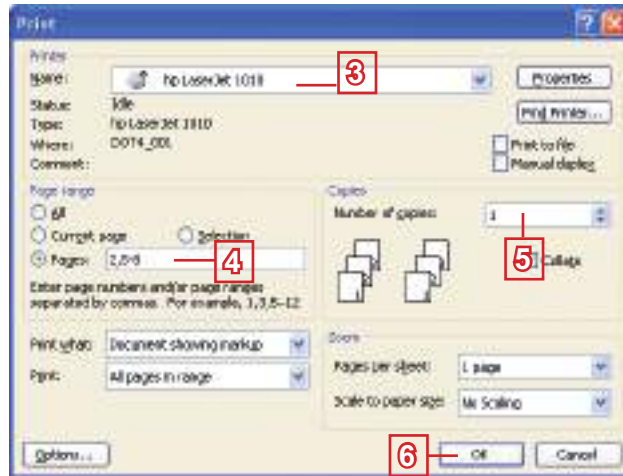 Print
Printer
Name: hp LaserJet 1010 3 Properties
Status: Idle
Type: hp LaserJet 1010 Find Printer...
Where: DOT4_001 Print to file
Comment: Manual duplex
Page range
All
Current page Selection
Pages: 2,5-8 4
Enter page numbers and/or page ranges
separated by commas. For example, 1,3,5-12
Copies
Number of copies: 1 5
Collate
Print what: Document showing markup
Print: All pages in range
Zoom
Pages per sheet: 1 page
Scale to paper size: No Scaling
Options... 6 OK Cancel